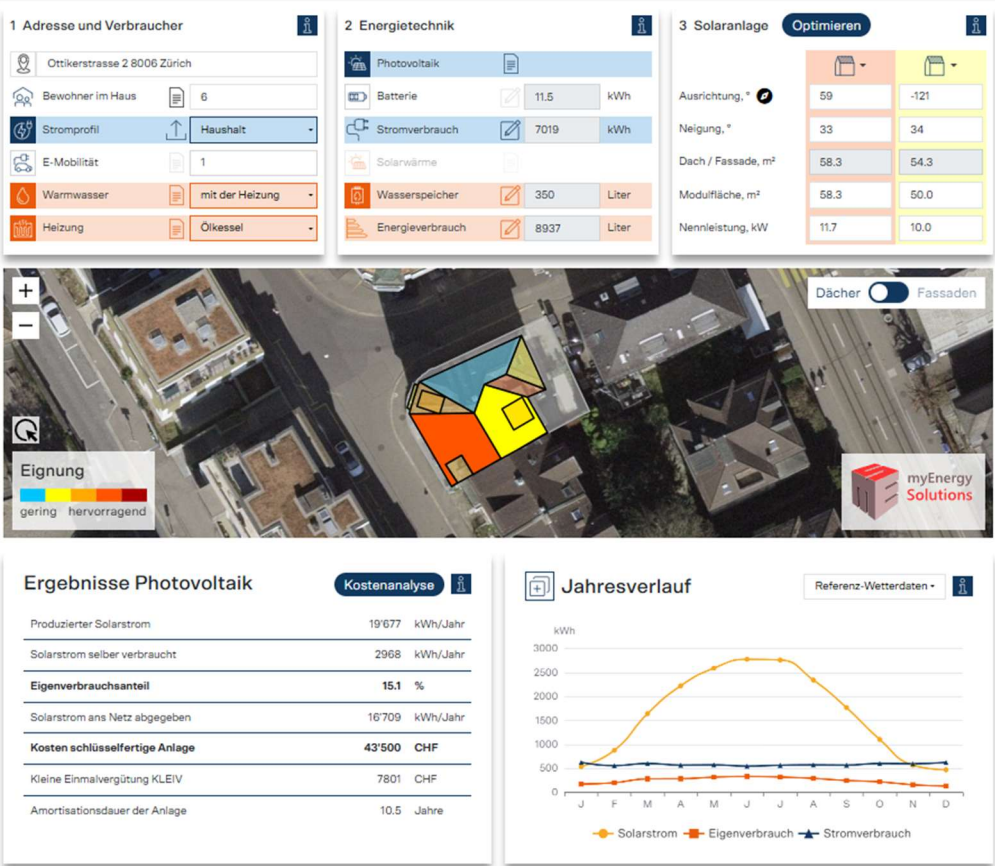 1 Adresse und Verbraucher
Ottikerstrasse 2 8006 Zürich
Bewohner im Haus 6
Stromprofil Haushalt
E-Mobilität 1
Warmwasser mit der Heizung
Heizung Ölkessel
2 Energietechnik
Photovoltaik
Batterie 11.5 kWh
Stromverbrauch 7019 kWh
Solarwärme
Wasserspeicher 350 Liter
Energieverbrauch 8937 Liter
3 Solaranlage Optimieren
Ausrichtung, ° 59 -121
Neigung, ° 33 34
Dach / Fassade, m² 58.3 54.3
Modulfläche, m² 58.3 50.0
Nennleistung, kW 11.7 10.0
+
−
Dächer Fassaden
Eignung
gering hervorragend
myEnergy
Solutions
Ergebnisse Photovoltaik Kostenanalyse
Produzierter Solarstrom 19'677 kWh/Jahr
Solarstrom selber verbraucht 2968 kWh/Jahr
Eigenverbrauchsanteil 15.1 %
Solarstrom ans Netz abgegeben 16'709 kWh/Jahr
Kosten schlüsselfertige Anlage 43'500 CHF
Kleine Einmalvergütung KLEIV 7801 CHF
Amortisationsdauer der Anlage 10.5 Jahre
Jahresverlauf Referenz-Wetterdaten
kWh
3000
2500
2000
1500
1000
500
0
J F M A M J J A S O N D
Solarstrom Eigenverbrauch Stromverbrauch